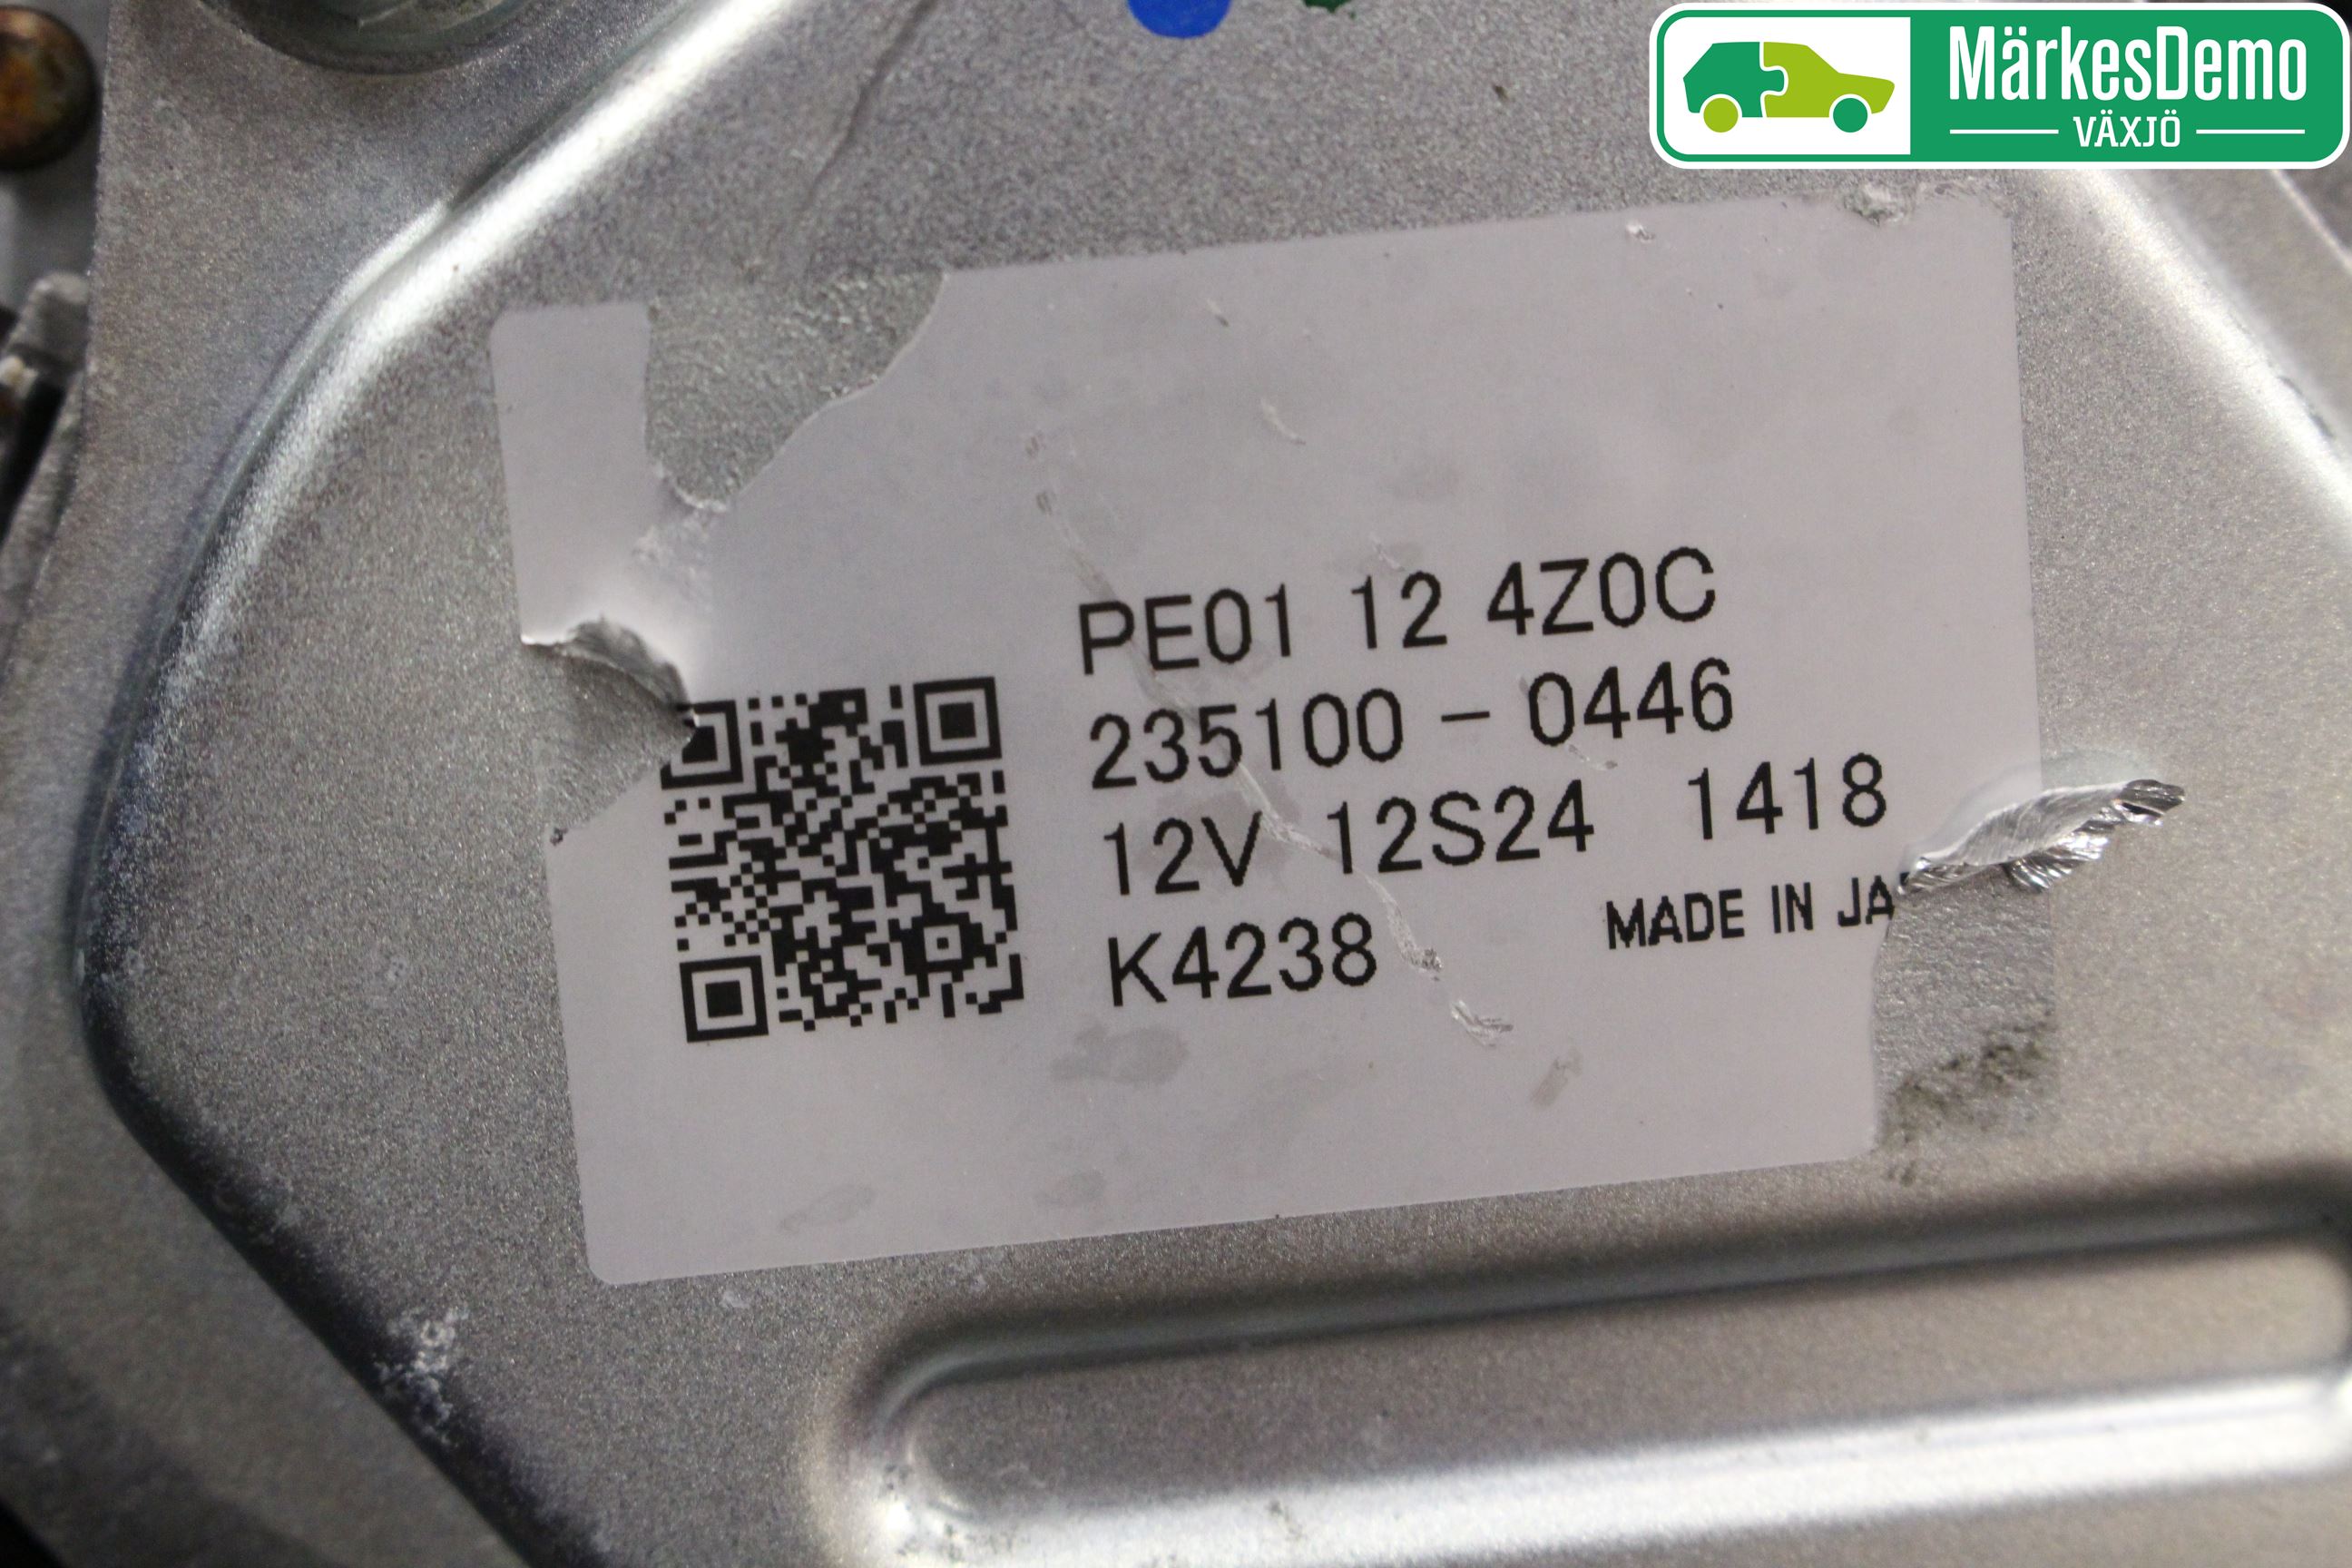 MärkesDemo
VÄXJÖ
PE01 12 4Z0C
235100-0446
12V 12S24 1418
K4238
MADE IN JA